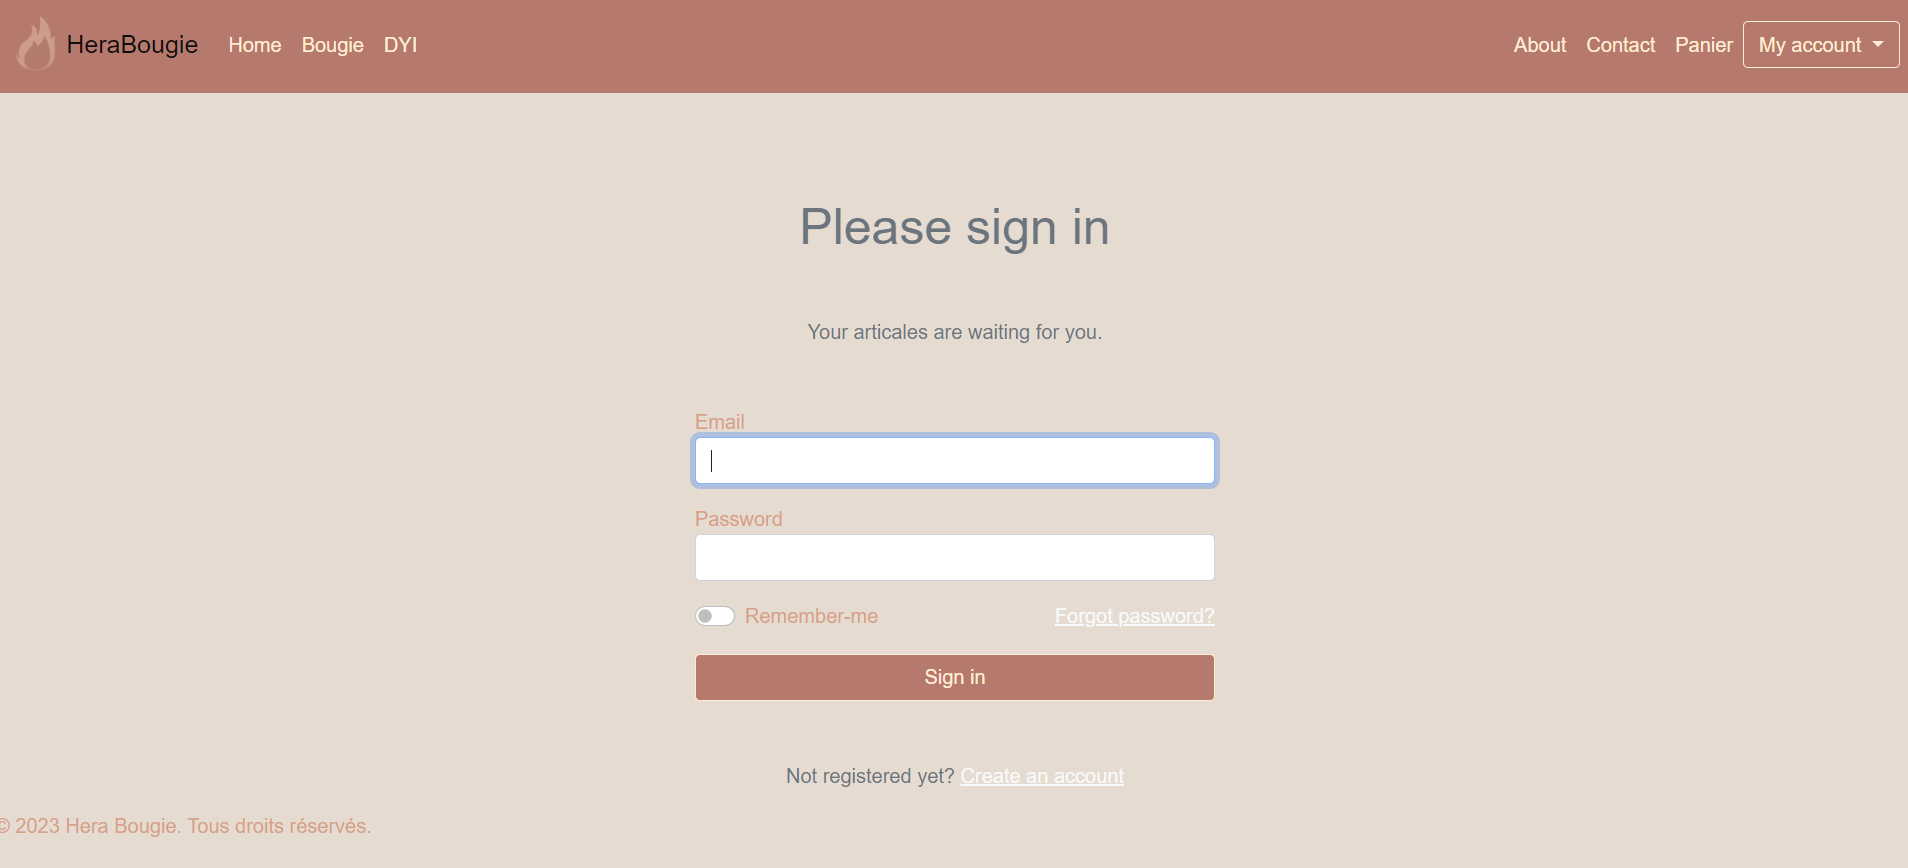 HeraBougie Home Bougie DYI About Contact Panier My account
Please sign in
Your articales are waiting for you.
Email
Password
Remember-me Forgot password?
Sign in
Not registered yet? Create an account
© 2023 Hera Bougie. Tous droits réservés.